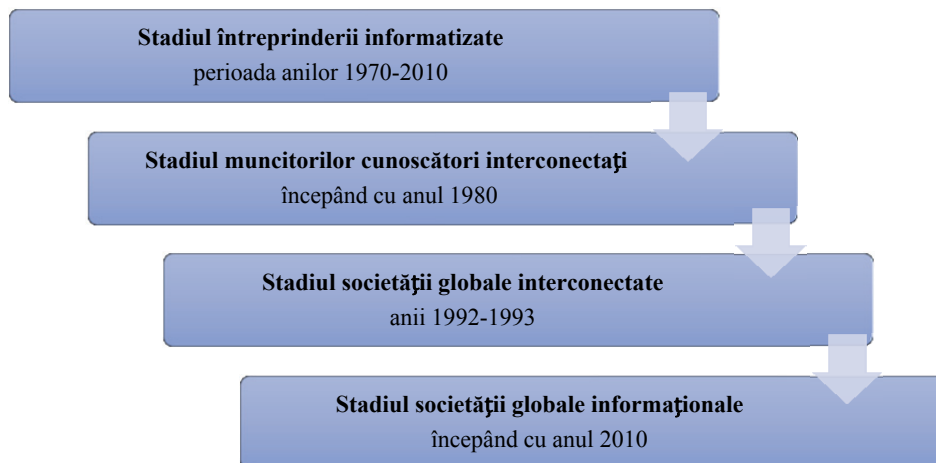 Stadiul întreprinderii informatizate
perioada anilor 1970-2010
Stadiul muncitorilor cunoscători interconectaţi
începând cu anul 1980
Stadiul societăţii globale interconectate
anii 1992-1993
Stadiul societăţii globale informaţionale
începând cu anul 2010